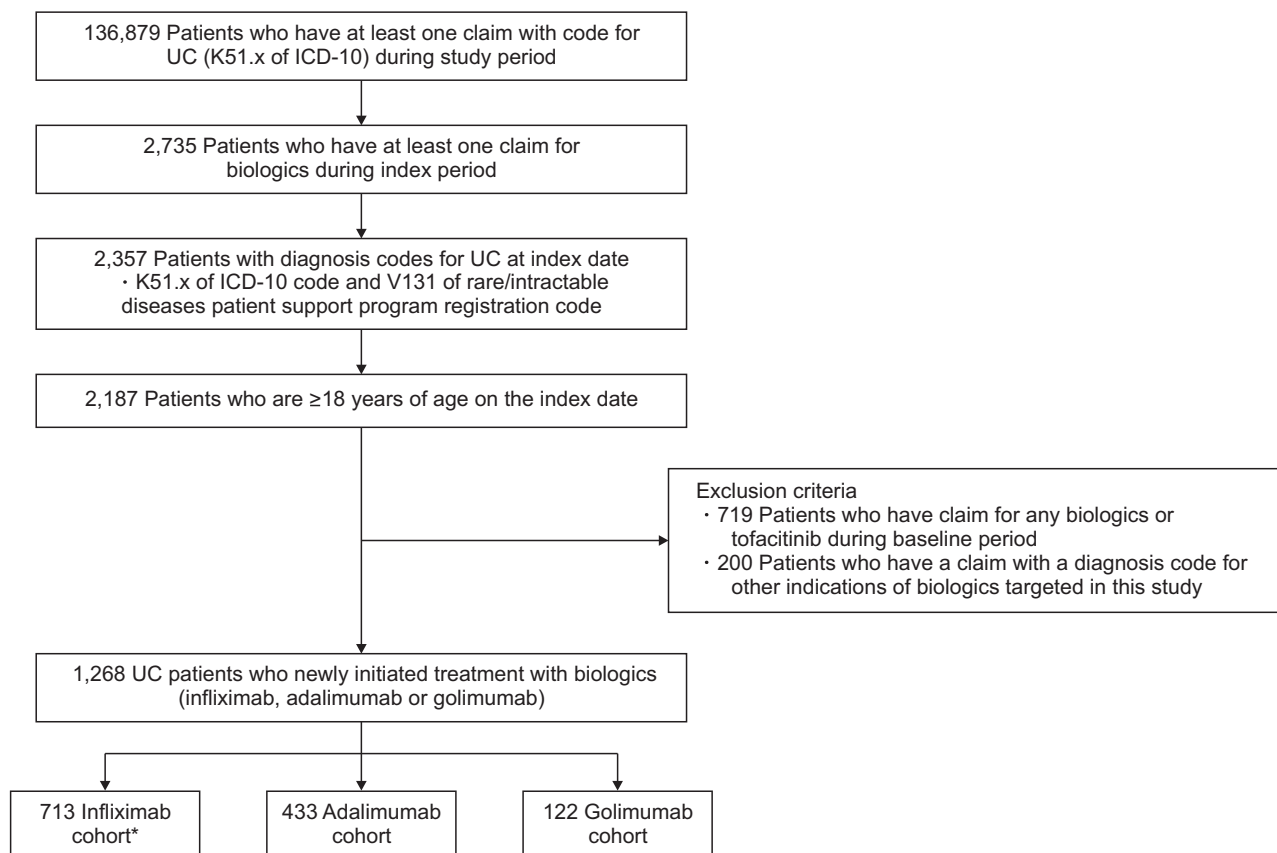 136,879 Patients who have at least one claim with code for
UC (K51.x of ICD-10) during study period
2,735 Patients who have at least one claim for
biologics during index period
2,357 Patients with diagnosis codes for UC at index date
· K51.x of ICD-10 code and V131 of rare/intractable
diseases patient support program registration code
2,187 Patients who are ≥18 years of age on the index date
Exclusion criteria
· 719 Patients who have claim for any biologics or
tofacitinib during baseline period
· 200 Patients who have a claim with a diagnosis code for
other indications of biologics targeted in this study
1,268 UC patients who newly initiated treatment with biologics
(infliximab, adalimumab or golimumab)
713 Infliximab
cohort*
433 Adalimumab
cohort
122 Golimumab
cohort